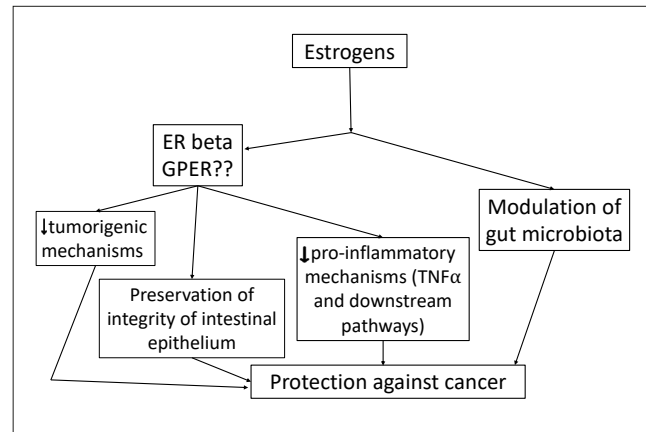 Estrogens
ER beta
GPER??
↓tumorigenic
mechanisms
Preservation of
integrity of intestinal
epithelium
↓pro-inflammatory
mechanisms (TNFα
and downstream
pathways)
Modulation of
gut microbiota
Protection against cancer